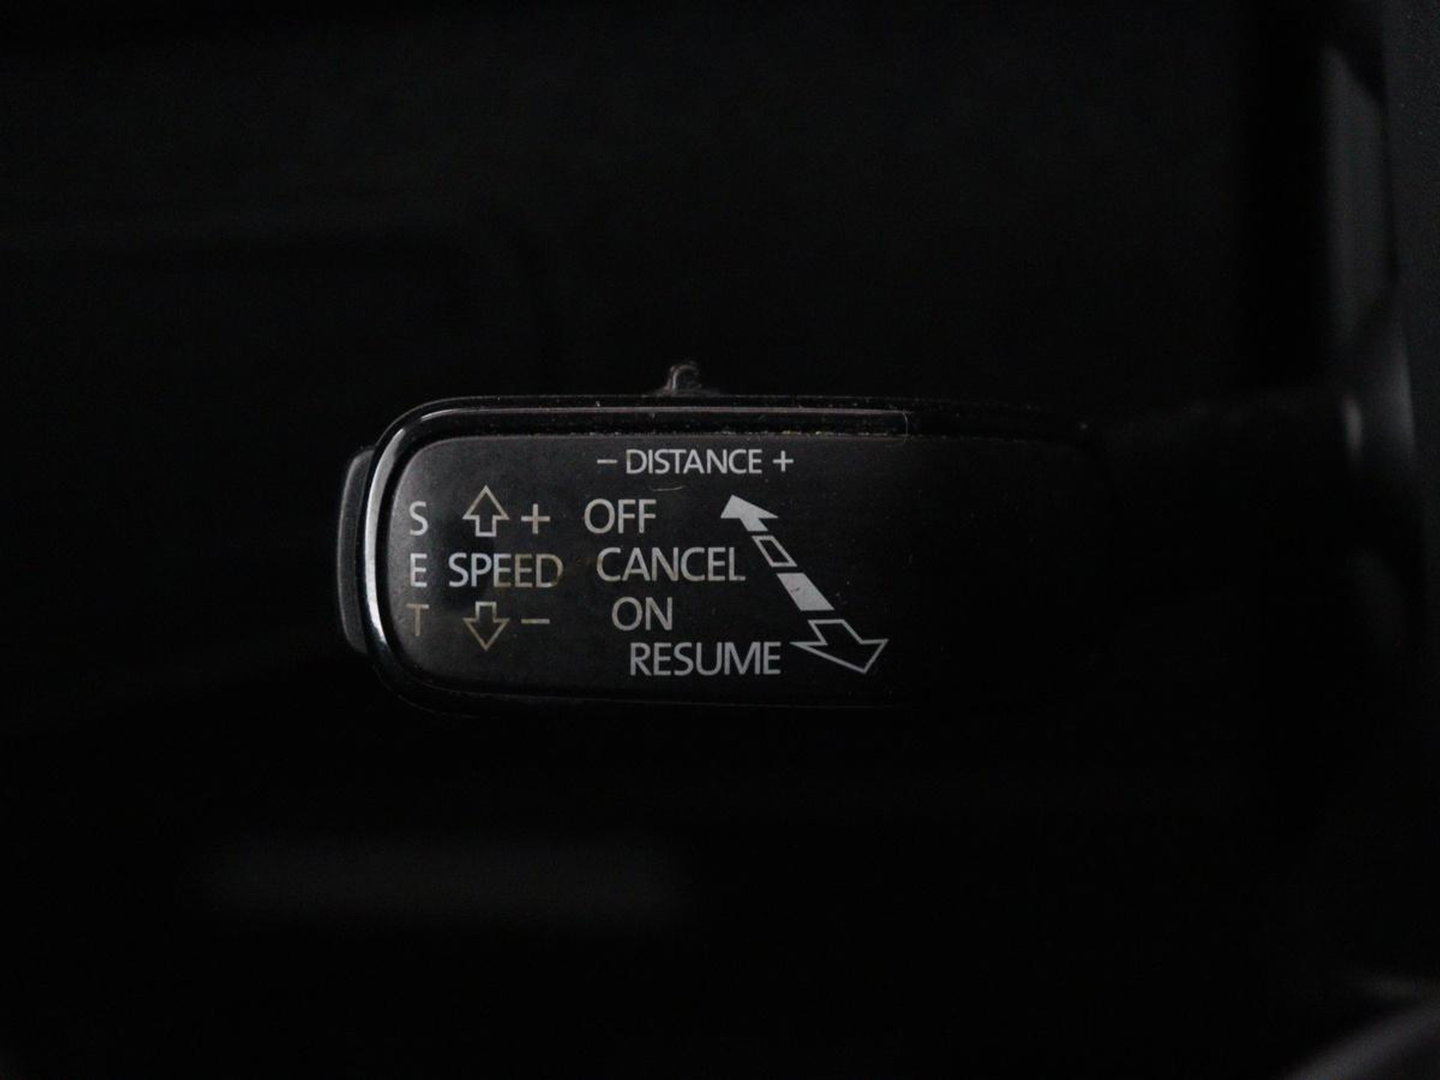 - DISTANCE +
S + OFF
E SPEED CANCEL
T - ON
RESUME